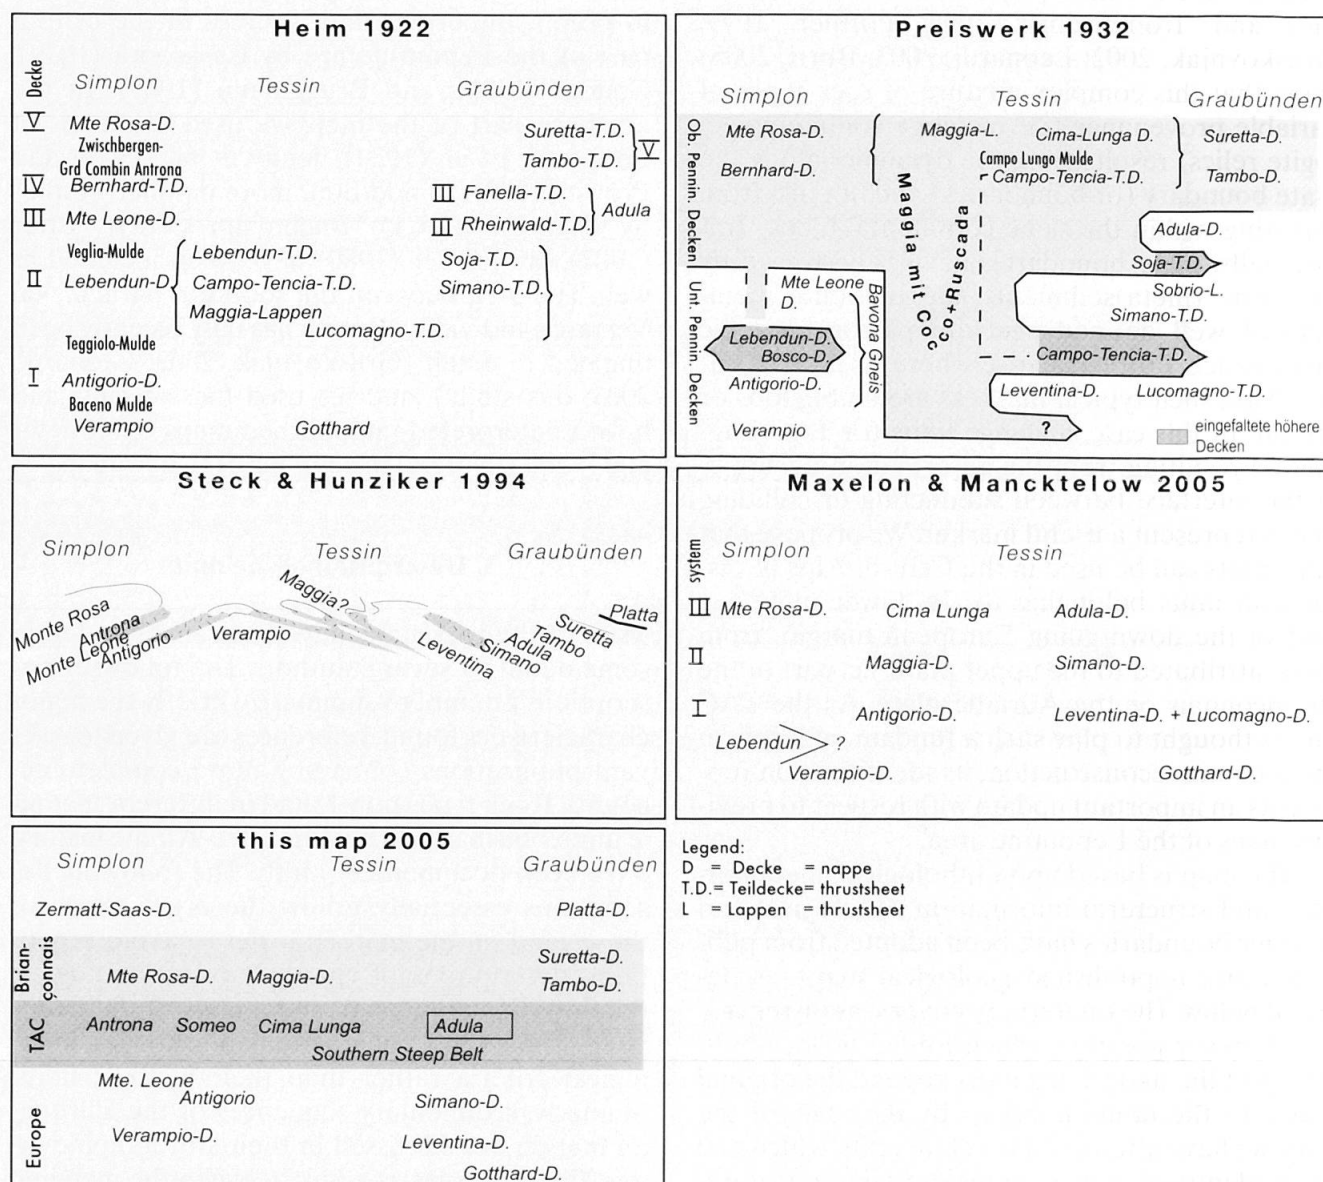 Heim 1922
Decke
Simplon Tessin Graubünden
V Mte Rosa-D.
Zwischbergen-
Grd Combin Antrona
IV Bernhard-T.D.
III Mte Leone-D.
Veglia-Mulde
II Lebendun-D.
Teggiolo-Mulde
I Antigorio-D.
Baceno Mulde
Verampio
Lebendun-T.D.
Campo-Tencia-T.D.
Maggia-Lappen
Lucomagno-T.D.
Gotthard
Suretta-T.D.
Tambo-T.D.
V
III Fanella-T.D.
III Rheinwald-T.D.
Adula
Soja-T.D.
Simano-T.D.
Preiswerk 1932
Simplon Tessin Graubünden
Ob. Pennin. Decken
Unt. Pennin. Decken
Mte Rosa-D.
Bernhard-D.
Mte Leone
D.
Lebendun-D.
Bosco-D.
Antigorio-D.
Verampio
Bavona Gneis
Maggia mit Coc
co+Ruscada
Maggia-L.
Cima-Lunga D.
Campo Lungo Mulde
Campo-Tencia-T.D.
Suretta-D.
Tambo-D.
Adula-D.
Soja-T.D.
Sobrio-L.
Simano-T.D.
Campo-Tencia-T.D.
Leventina-D. Lucomagno-T.D.
?
eingefaltete höhere
Decken
Steck & Hunziker 1994
Simplon Tessin Graubünden
Monte Rosa
Antrona
Monte Leone
Antigorio
Verampio
Maggia?
Leventina
Simano
Adula
Tambo
Suretta
Platta
Maxelon & Mancktelow 2005
System
Simplon Tessin
III Mte Rosa-D. Cima Lunga Adula-D.
II Maggia-D. Simano-D.
I Antigorio-D. Leventina-D. + Lucomagno-D.
Lebendun ?
Verampio-D. Gotthard-D.
this map 2005
Simplon Tessin Graubünden
Zermatt-Saas-D. Platta-D.
Brian-
çonnais
Mte Rosa-D. Maggia-D.
Suretta-D.
Tambo-D.
TAC
Antrona Someo Cima Lunga Adula
Southern Steep Belt
Europe
Mte. Leone
Antigorio
Simano-D.
Verampio-D. Leventina-D.
Gotthard-D.
Legend:
D = Decke = nappe
T.D.= Teildecke= thrustsheet
L = Lappen = thrustsheet